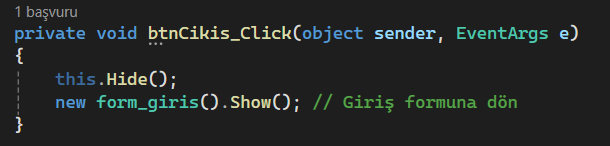 1 başvuru
private void btnCikis_Click(object sender, EventArgs e)
{
    this.Hide();
    new form_giris().Show(); // Giriş formuna dön
}